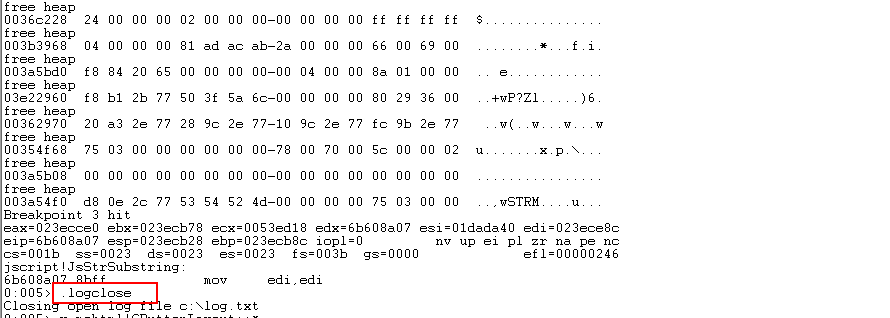 free heap
0036c228  24 00 00 00 02 00 00 00-00 00 00 00 ff ff ff ff  $...............
free heap
003b3968  04 00 00 00 81 ad ac ab-2a 00 00 00 66 00 69 00  ........*...f.i.
free heap
003a5bd0  f8 84 20 65 00 00 00 00-00 04 00 00 8a 01 00 00  .. e............
free heap
03e22960  f8 b1 2b 77 50 3f 5a 6c-00 00 00 00 80 29 36 00  ..+wP?Zl.....)6.
free heap
00362970  20 a3 2e 77 28 9c 2e 77-10 9c 2e 77 fc 9b 2e 77   ..w(..w...w...w
free heap
00354f68  75 03 00 00 00 00 00 00-78 00 70 00 5c 00 00 02  u.......x.p.\...
free heap
003a5b08  00 00 00 00 00 00 00 00-00 00 00 00 00 00 00 00  ................
free heap
003a54f0  d8 0e 2c 77 53 54 52 4d-00 00 00 00 75 03 00 00  ..,wSTRM....u...
Breakpoint 3 hit
eax=023ecce0 ebx=023ecb78 ecx=0053ed18 edx=6b608a07 esi=01dada40 edi=023ece8c
eip=6b608a07 esp=023ecb28 ebp=023ecb8c iopl=0         nv up ei pl zr na pe nc
cs=001b  ss=0023  ds=0023  es=0023  fs=003b  gs=0000             efl=00000246
jscript!JsStrSubstring:
6b608a07 8bff            mov     edi,edi
0:005> .logclose
Closing open log file c:\log.txt